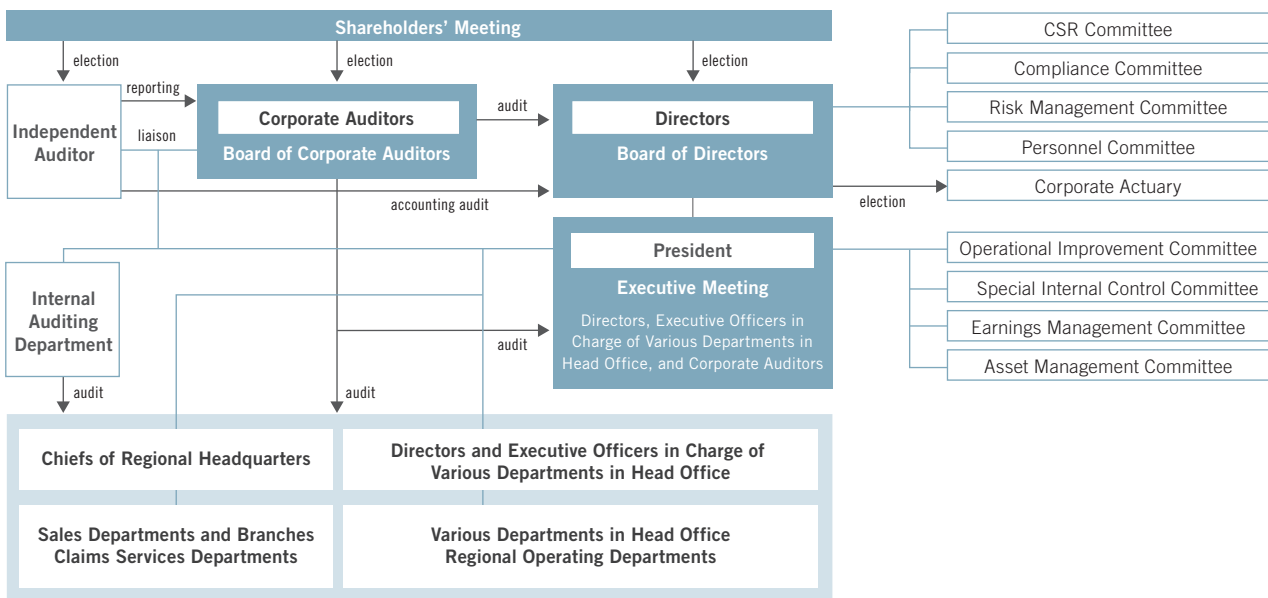 Shareholders' Meeting
election
election
election
CSR Committee
Compliance Committee
Risk Management Committee
Personnel Committee
Corporate Actuary
Independent
Auditor
reporting
liaison
Corporate Auditors
Board of Corporate Auditors
audit
Directors
Board of Directors
accounting audit
election
President
Executive Meeting
Directors, Executive Officers in
Charge of Various Departments in
Head Office, and Corporate Auditors
Operational Improvement Committee
Special Internal Control Committee
Earnings Management Committee
Asset Management Committee
Internal
Auditing
Department
audit
audit
audit
Chiefs of Regional Headquarters
Directors and Executive Officers in Charge of
Various Departments in Head Office
Sales Departments and Branches
Claims Services Departments
Various Departments in Head Office
Regional Operating Departments